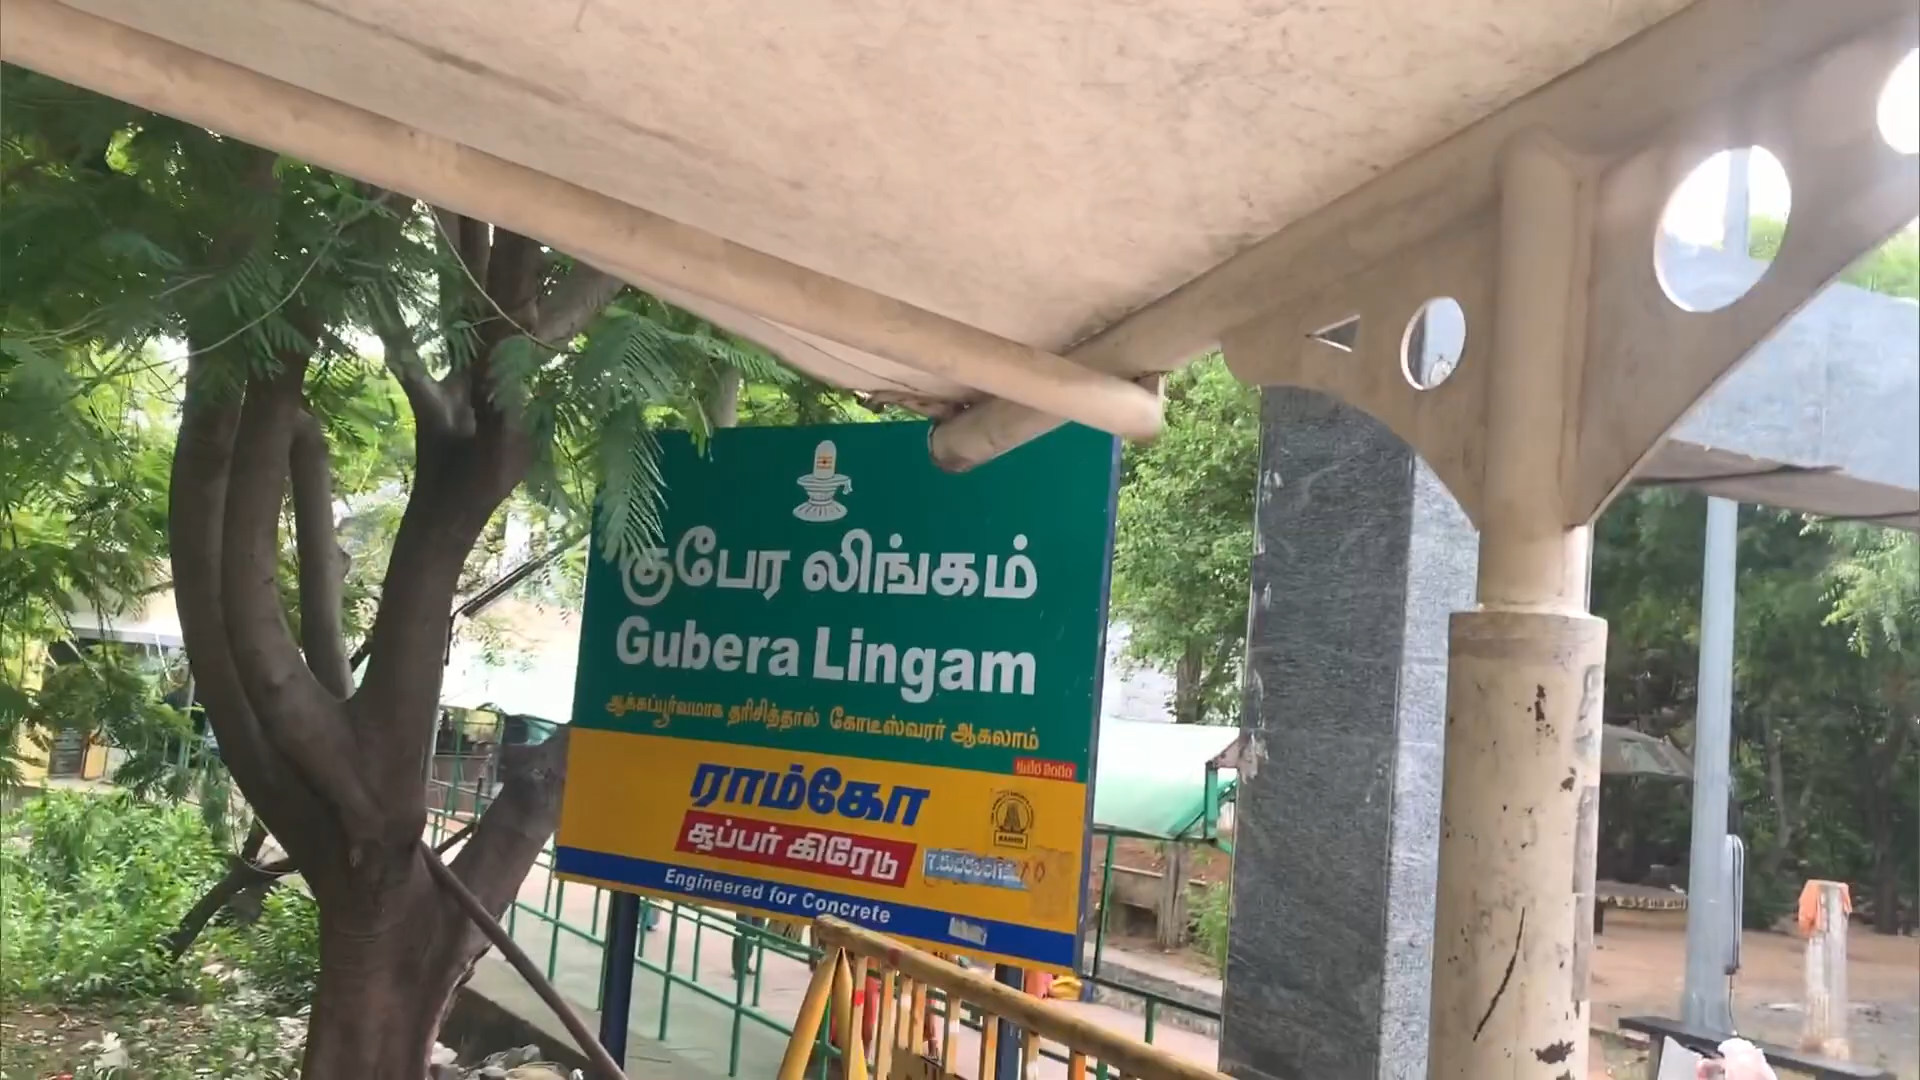 குபேர லிங்கம்
Gubera Lingam
ஆக்கப்பூர்வமாக தரிசித்தால் கோடீஸ்வரர் ஆகலாம்
ராம்கோ
சூப்பர் கிரேடு
Engineered for Concrete